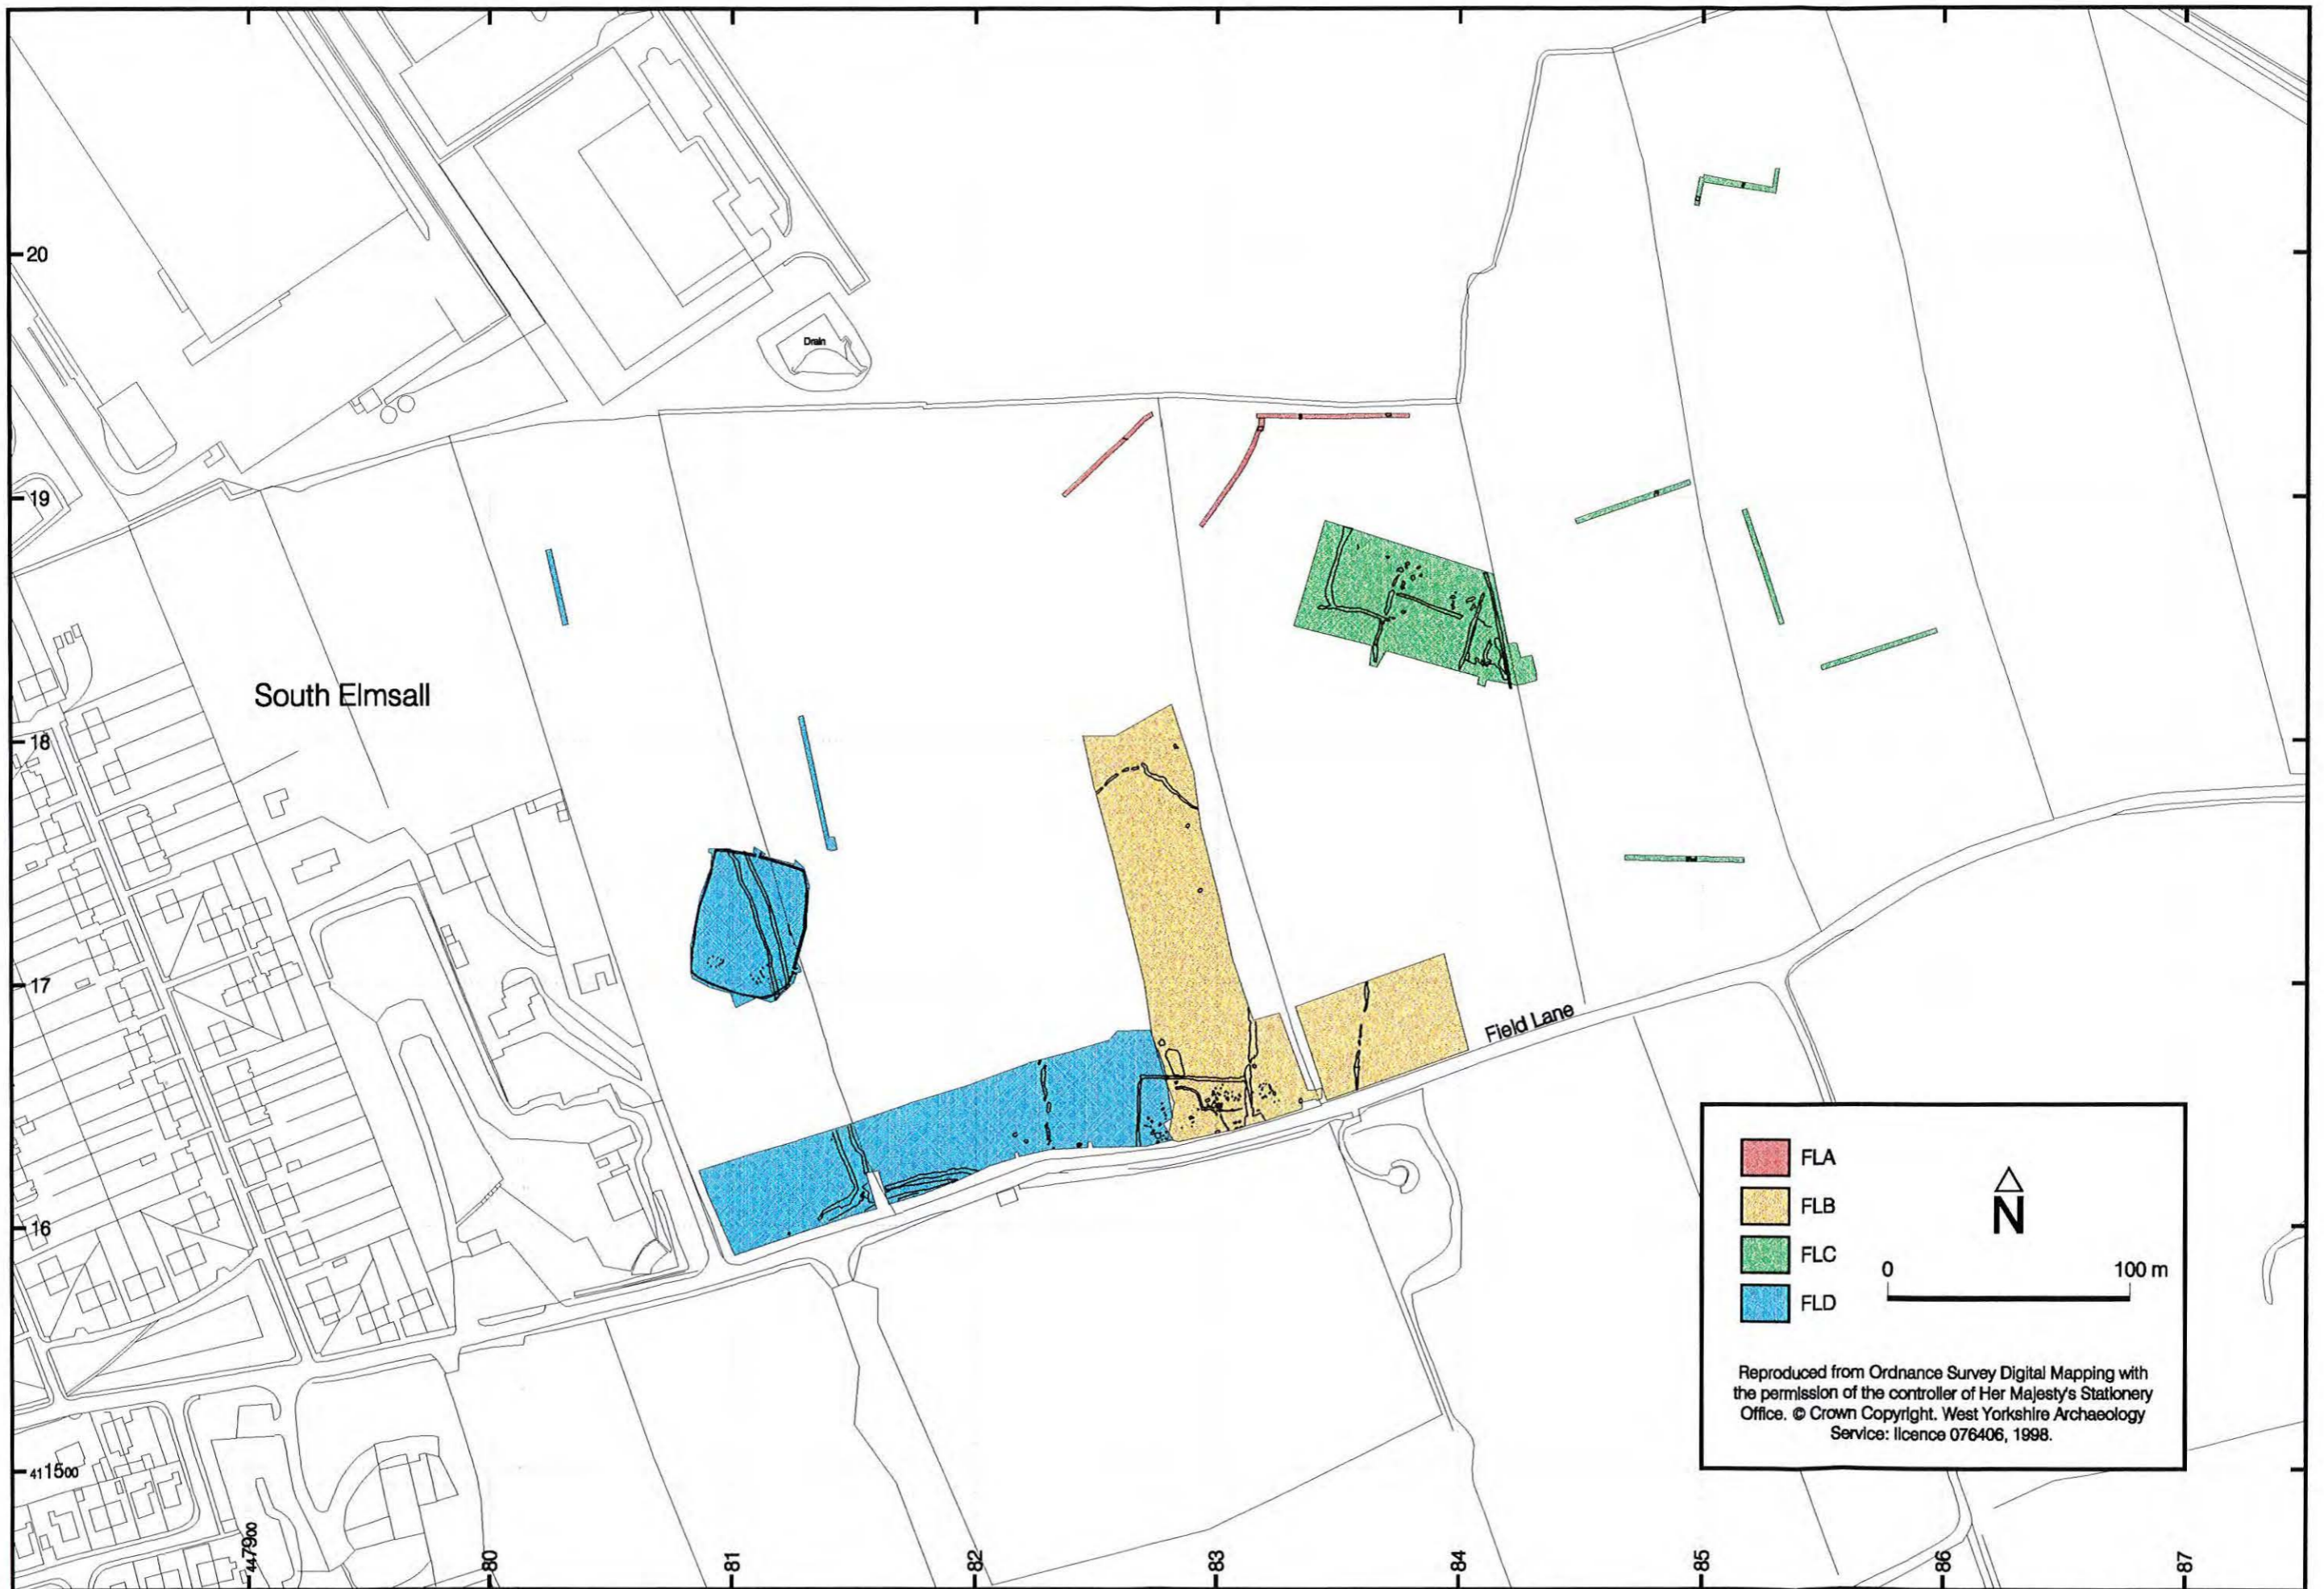 20
Drain
19
South Elmsall
18
17
Field Lane
16
411500
447900
80
81
82
83
84
85
86
87
FLA
FLB
FLC
FLD
N
0 100 m
Reproduced from Ordnance Survey Digital Mapping with
the permission of the controller of Her Majesty's Stationery
Office. © Crown Copyright. West Yorkshire Archaeology
Service: licence 076406, 1998.